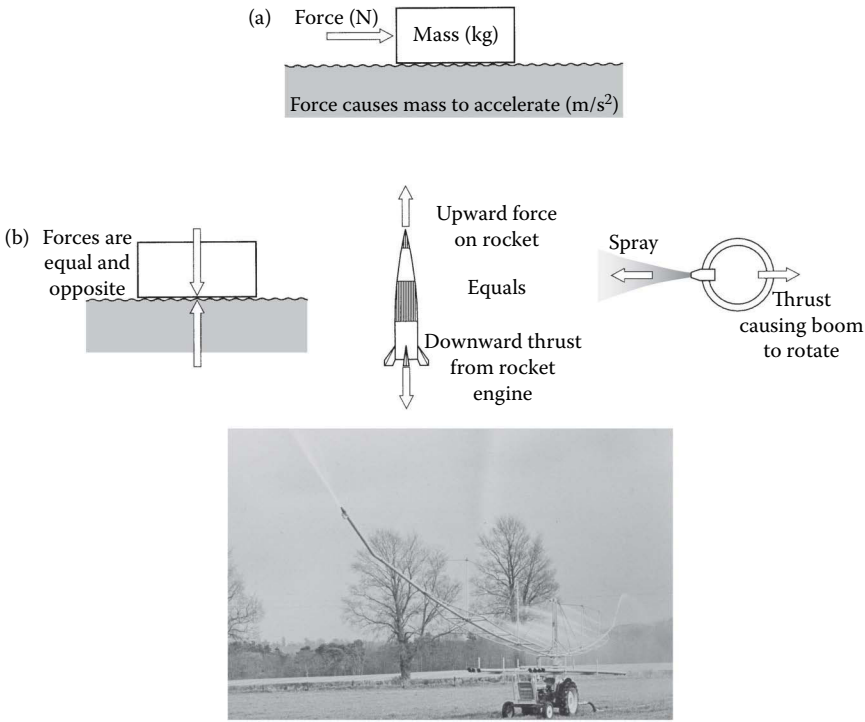 (a) Force (N)
Mass (kg)
Force causes mass to accelerate (m/s²)
(b) Forces are
equal and
opposite
Upward force
on rocket
Equals
Downward thrust
from rocket
engine
Spray
Thrust
causing boom
to rotate